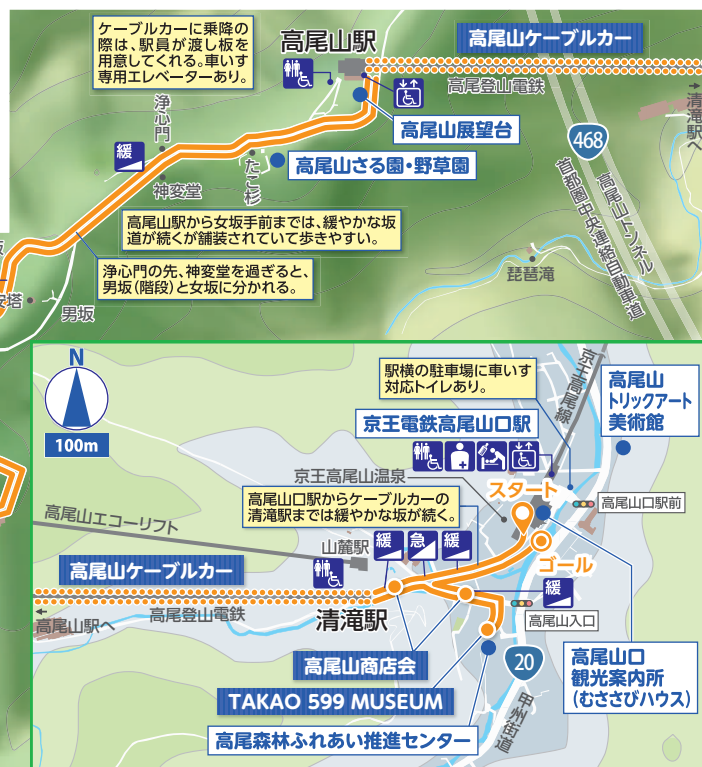 ケーブルカーに乗降の
際は、駅員が渡し板を
用意してくれる。車いす
専用エレベーターあり。
高尾山駅
高尾山ケーブルカー
高尾登山電鉄
清滝駅へ
高尾山展望台
浄心門
緩
たこ杉
高尾山さる園・野草園
神変堂
468
首都圏中央連絡自動車道
高尾山トンネル
高尾山駅から女坂手前までは、緩やかな坂
道が続くが舗装されていて歩きやすい。
浄心門の先、神変堂を過ぎると、
男坂(階段)と女坂に分かれる。
琵琶滝
男坂
N
100m
駅横の駐車場に車いす
対応トイレあり。
京王高尾線
高尾山
トリックアート
美術館
京王電鉄高尾山口駅
京王高尾山温泉
スタート
高尾山口駅前
高尾山口駅からケーブルカーの
清滝駅までは緩やかな坂が続く。
高尾山エコーリフト
山麓駅
緩
急
緩
ゴール
高尾山ケーブルカー
緩
高尾登山電鉄
高尾山駅へ
清滝駅
高尾山入口
高尾山商店会
20
高尾山口
観光案内所
(むささびハウス)
TAKAO 599 MUSEUM
甲州街道
高尾森林ふれあい推進センター